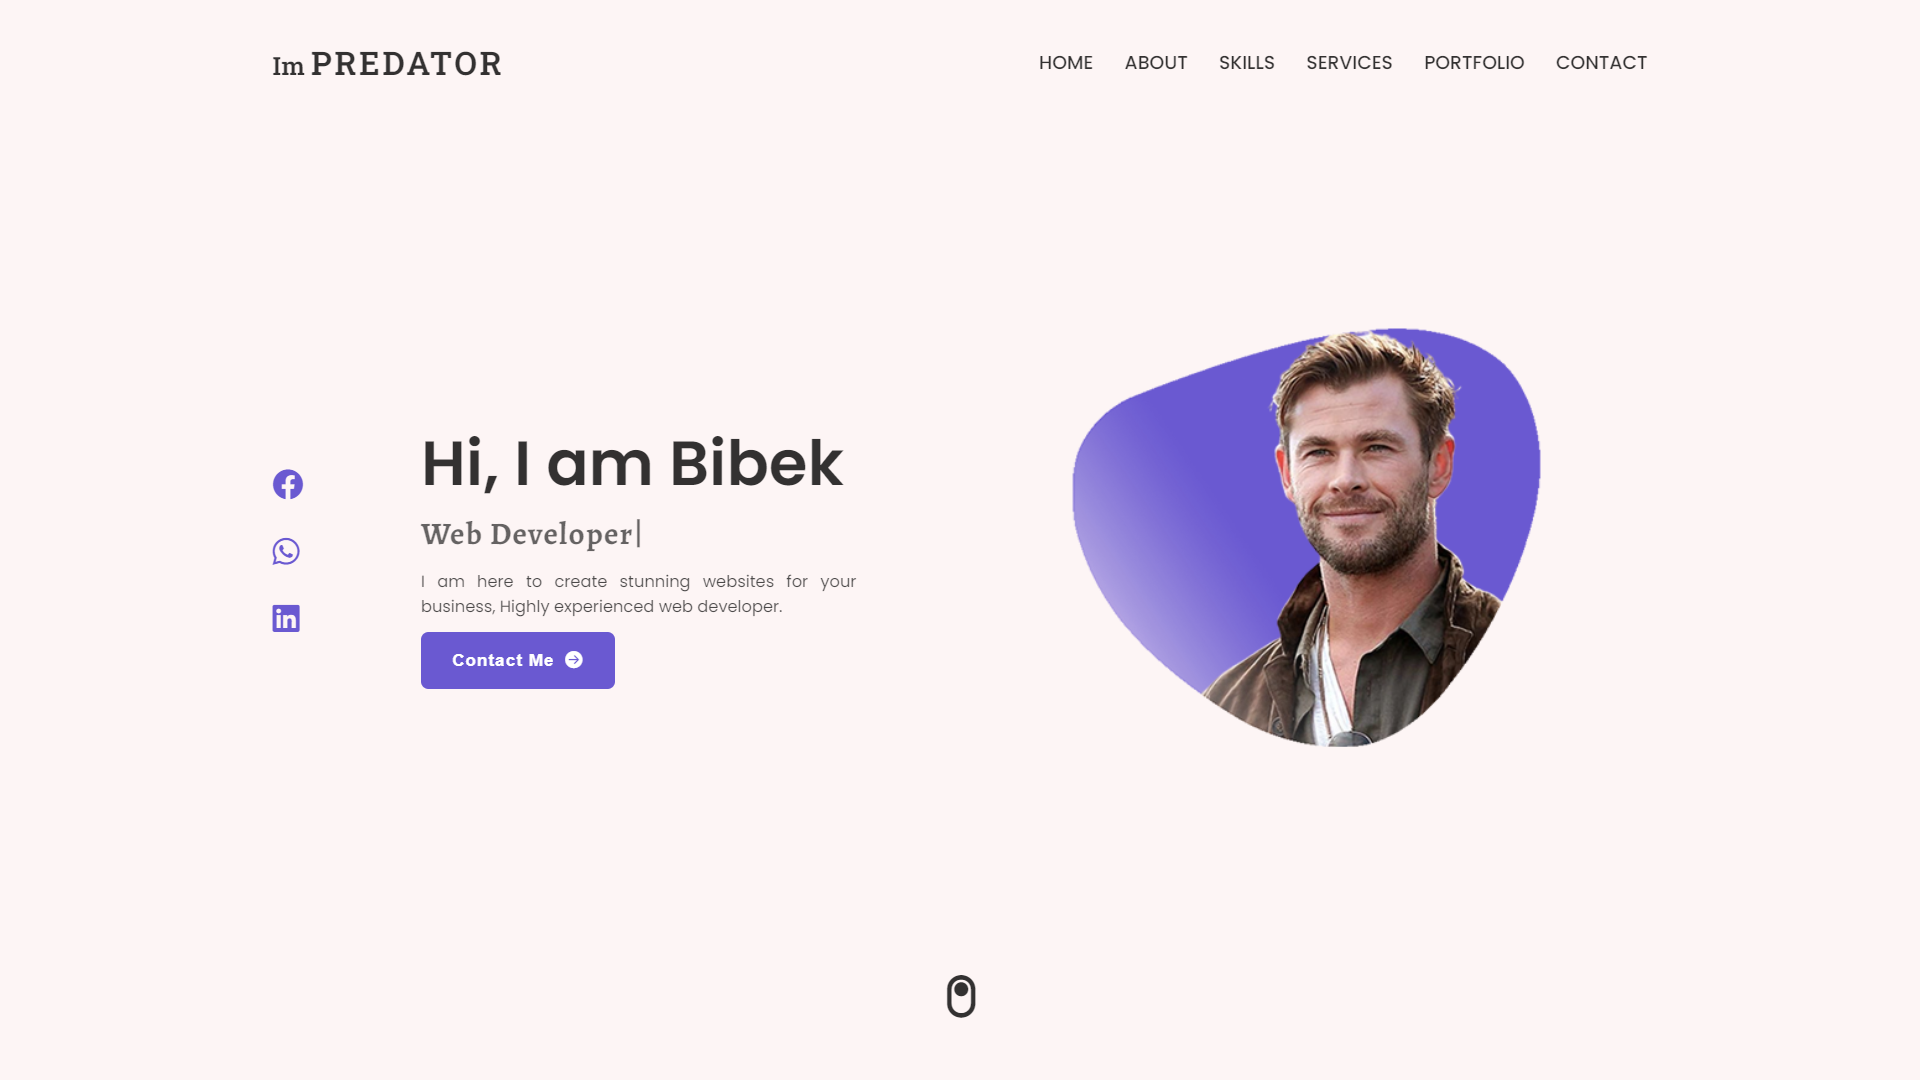 Im PREDATOR
HOME ABOUT SKILLS SERVICES PORTFOLIO CONTACT
Hi, I am Bibek
Web Developer|
I am here to create stunning websites for your
business, Highly experienced web developer.
Contact Me